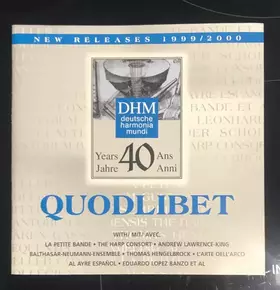 NEW RELEASES 1999/2000
DHM
deutsche
harmonia
mundi
Years 40 Ans
Jahre Anni
QUODLIBET
WITH/MIT/AVEC:
LA PETITE BANDE • THE HARP CONSORT • ANDREW LAWRENCE-KING
BALTHASAR-NEUMANN-ENSEMBLE • THOMAS HENGELBROCK • L'ARTE DELL'ARCO
AL AYRE ESPAÑOL • EDUARDO LOPEZ BANZO ET AL